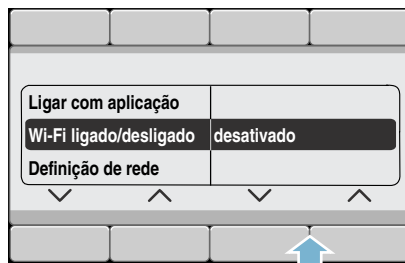 Ligar com aplicação
Wi-Fi ligado/desligado desativado
Definição de rede